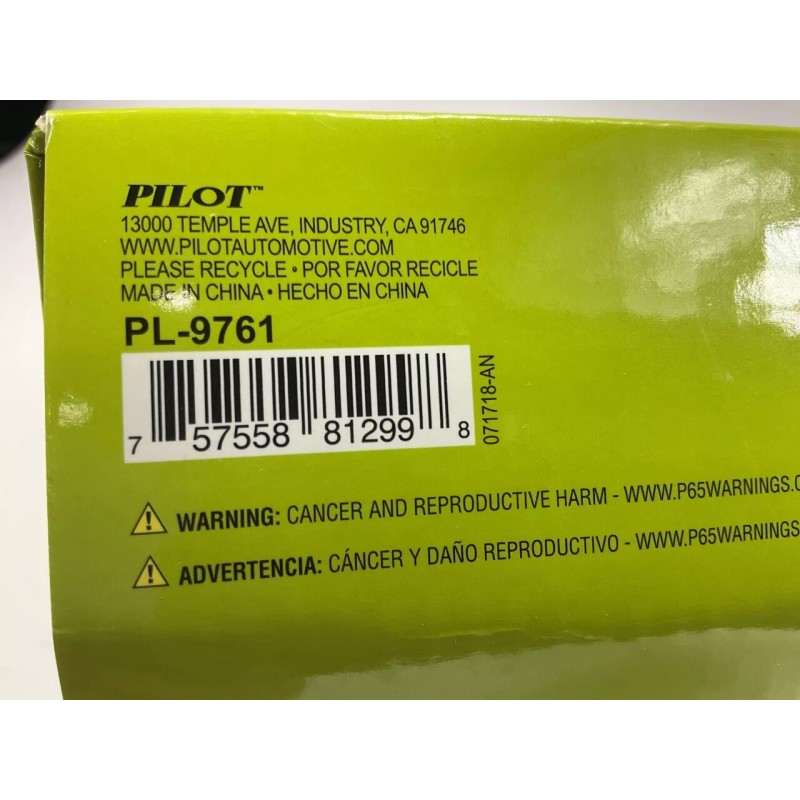 PILOT™
13000 TEMPLE AVE, INDUSTRY, CA 91746
WWW.PILOTAUTOMOTIVE.COM
PLEASE RECYCLE • POR FAVOR RECICLE
MADE IN CHINA • HECHO EN CHINA
PL-9761
7 57558 81299 8
071718-AN
WARNING: CANCER AND REPRODUCTIVE HARM - WWW.P65WARNINGS.C
ADVERTENCIA: CÁNCER Y DAÑO REPRODUCTIVO - WWW.P65WARNINGS